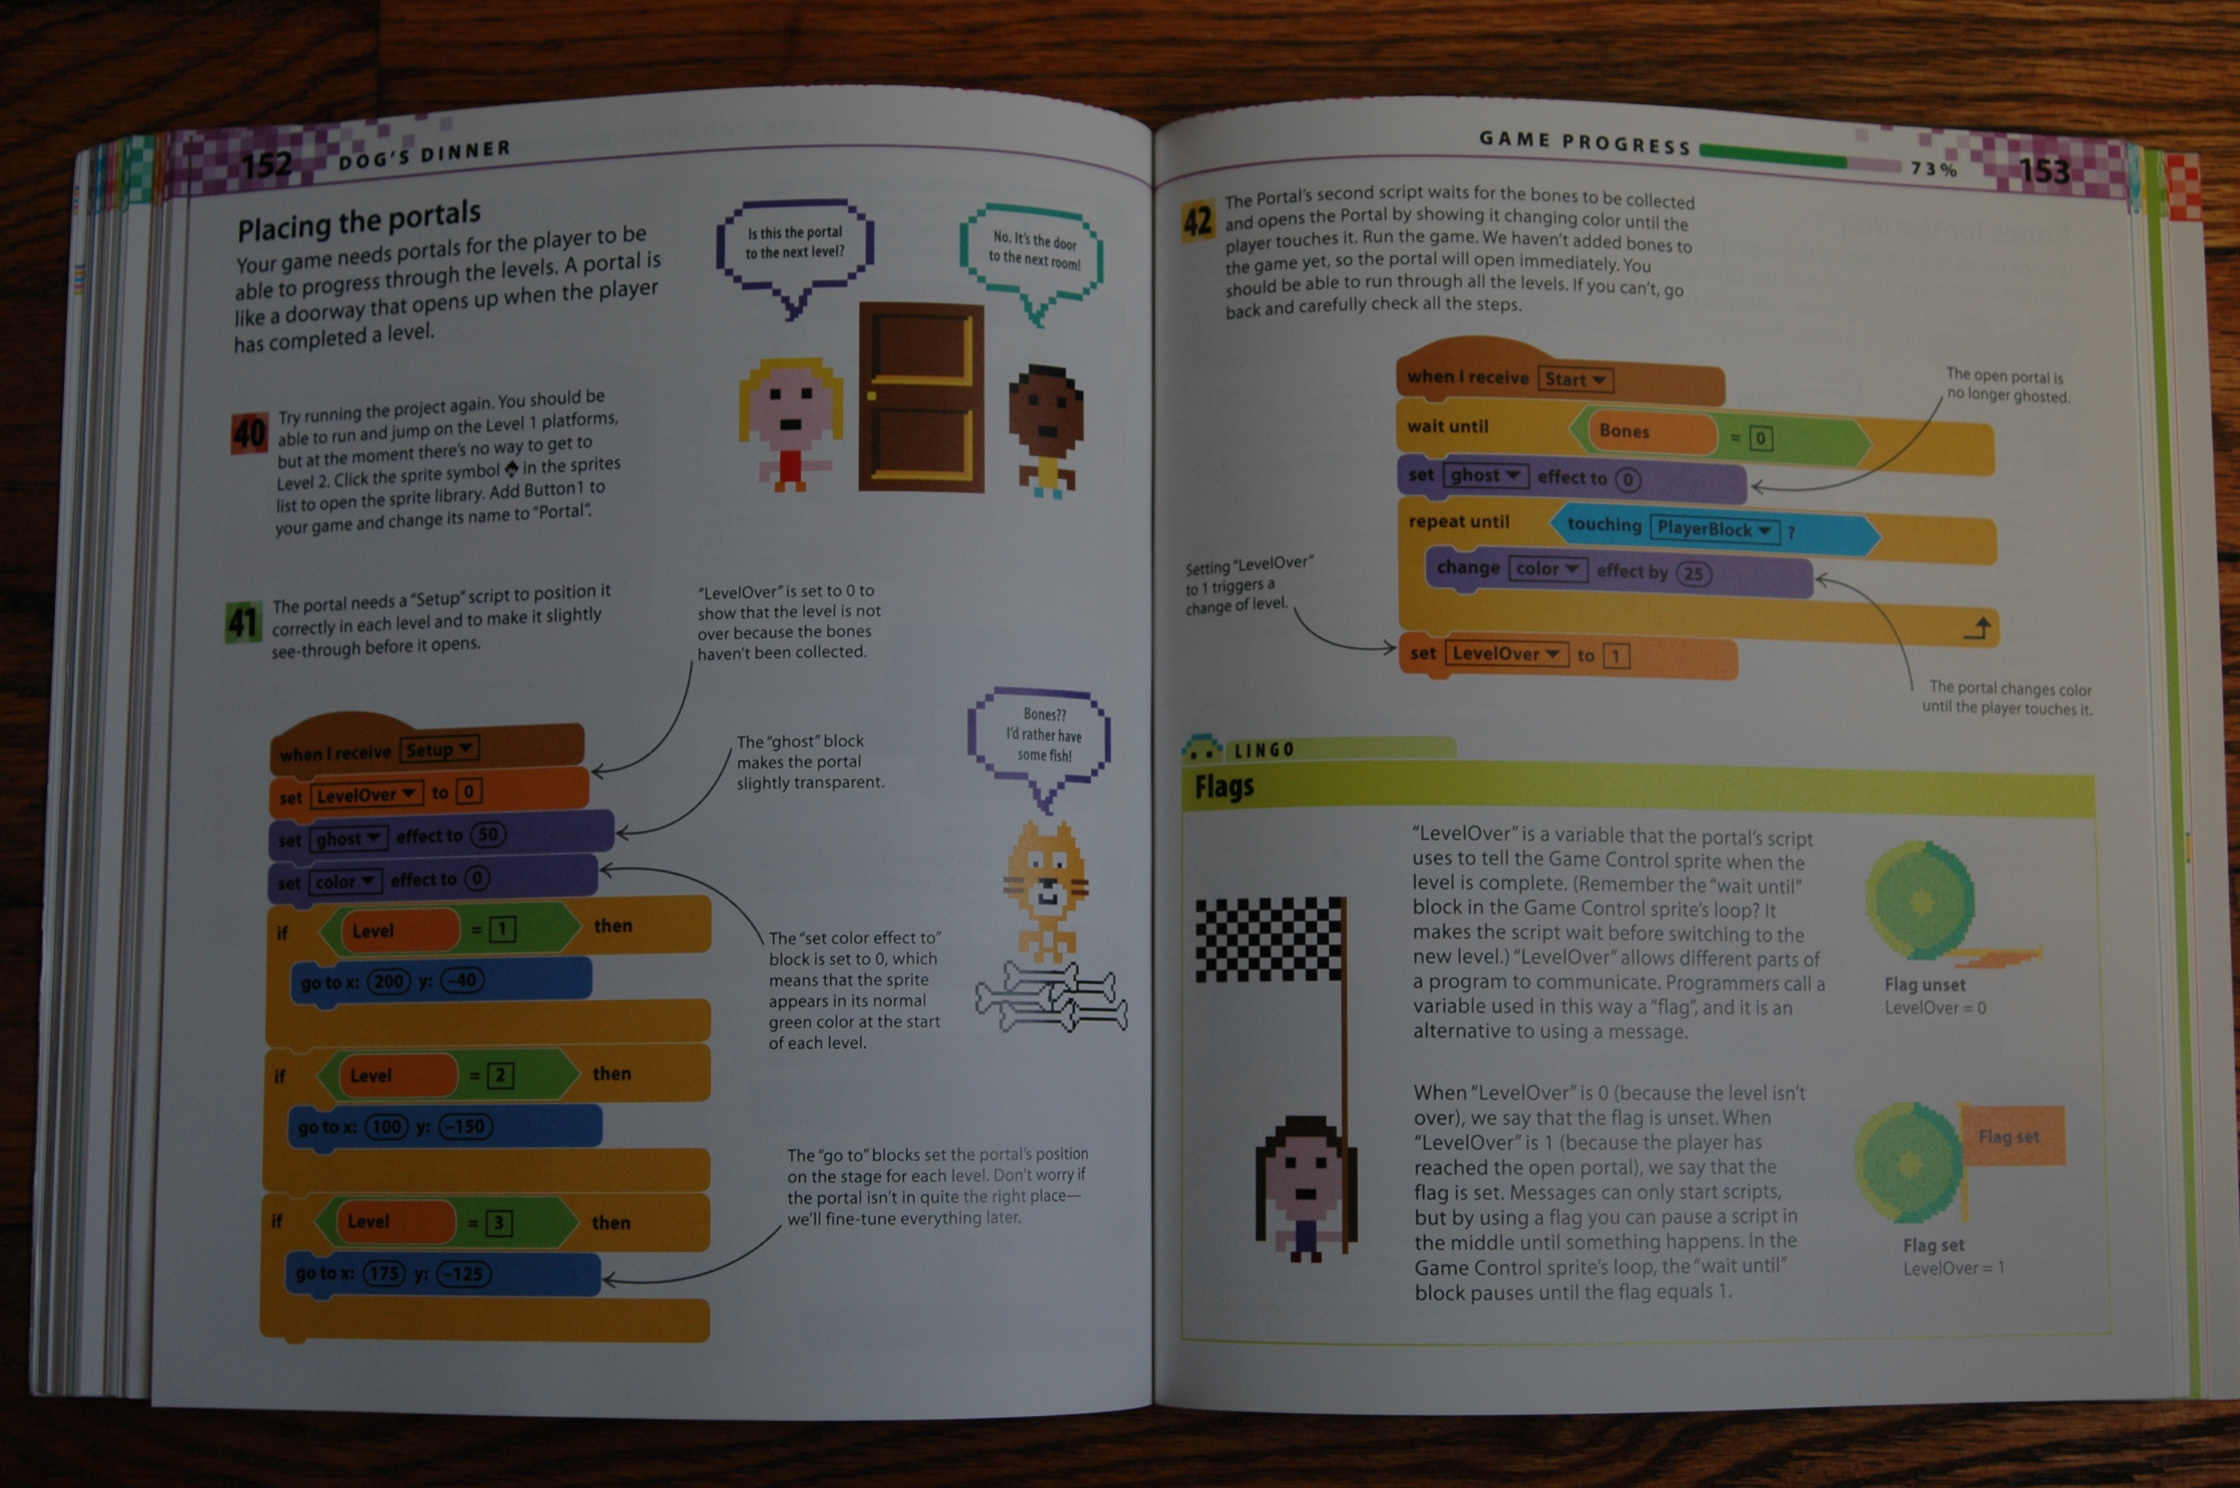 152 DOG'S DINNER
Placing the portals
Your game needs portals for the player to be
able to progress through the levels. A portal is
like a doorway that opens up when the player
has completed a level.
Is this the portal
to the next level?
No. It's the door
to the next room!
40
Try running the project again. You should be
able to run and jump on the Level 1 platforms,
but at the moment there's no way to get to
Level 2. Click the sprite symbol in the sprites
list to open the sprite library. Add Button1 to
your game and change its name to “Portal”.
41
The portal needs a “Setup” script to position it
correctly in each level and to make it slightly
see-through before it opens.
“LevelOver” is set to 0 to
show that the level is not
over because the bones
haven't been collected.
The “ghost” block
makes the portal
slightly transparent.
Bones??
I'd rather have
some fish!
when I receive Setup
set LevelOver to 0
set ghost effect to 50
set color effect to 0
if Level = 1 then
go to x: 200 y: -40
if Level = 2 then
go to x: 100 y: -150
if Level = 3 then
go to x: 175 y: -125
The “set color effect to”
block is set to 0, which
means that the sprite
appears in its normal
green color at the start
of each level.
The “go to” blocks set the portal's position
on the stage for each level. Don't worry if
the portal isn't in quite the right place—
we'll fine-tune everything later.
GAME PROGRESS 73% 153
42
The Portal's second script waits for the bones to be collected
and opens the Portal by showing it changing color until the
player touches it. Run the game. We haven't added bones to
the game yet, so the portal will open immediately. You
should be able to run through all the levels. If you can't, go
back and carefully check all the steps.
when I receive Start
wait until Bones = 0
set ghost effect to 0
repeat until touching PlayerBlock ?
change color effect by 25
set LevelOver to 1
The open portal is
no longer ghosted.
Setting “LevelOver”
to 1 triggers a
change of level.
The portal changes color
until the player touches it.
LINGO
Flags
“LevelOver” is a variable that the portal's script
uses to tell the Game Control sprite when the
level is complete. (Remember the “wait until”
block in the Game Control sprite's loop? It
makes the script wait before switching to the
new level.) “LevelOver” allows different parts of
a program to communicate. Programmers call a
variable used in this way a “flag”, and it is an
alternative to using a message.
When “LevelOver” is 0 (because the level isn't
over), we say that the flag is unset. When
“LevelOver” is 1 (because the player has
reached the open portal), we say that the
flag is set. Messages can only start scripts,
but by using a flag you can pause a script in
the middle until something happens. In the
Game Control sprite's loop, the “wait until”
block pauses until the flag equals 1.
Flag unset
LevelOver = 0
Flag set
Flag set
LevelOver = 1